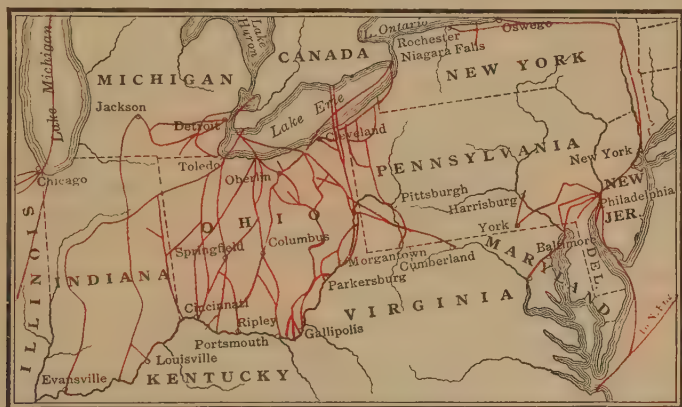 Lake Michigan
Lake Huron
L. Ontario
Oswego
Rochester
Niagara Falls
CANADA
MICHIGAN
NEW YORK
Jackson
Detroit
Lake Erie
Cleveland
Chicago
Toledo
Oberlin
PENNSYLVANIA
New York
Pittsburgh
Harrisburg
NEW
JER.
Philadelphia
York
OHIO
Springfield
Columbus
Morgantown
Cumberland
MARYLAND
Baltimore
DEL.
ILLINOIS
INDIANA
Parkersburg
Cincinnati
Ripley
VIRGINIA
Portsmouth
Gallipolis
Louisville
Evansville
KENTUCKY